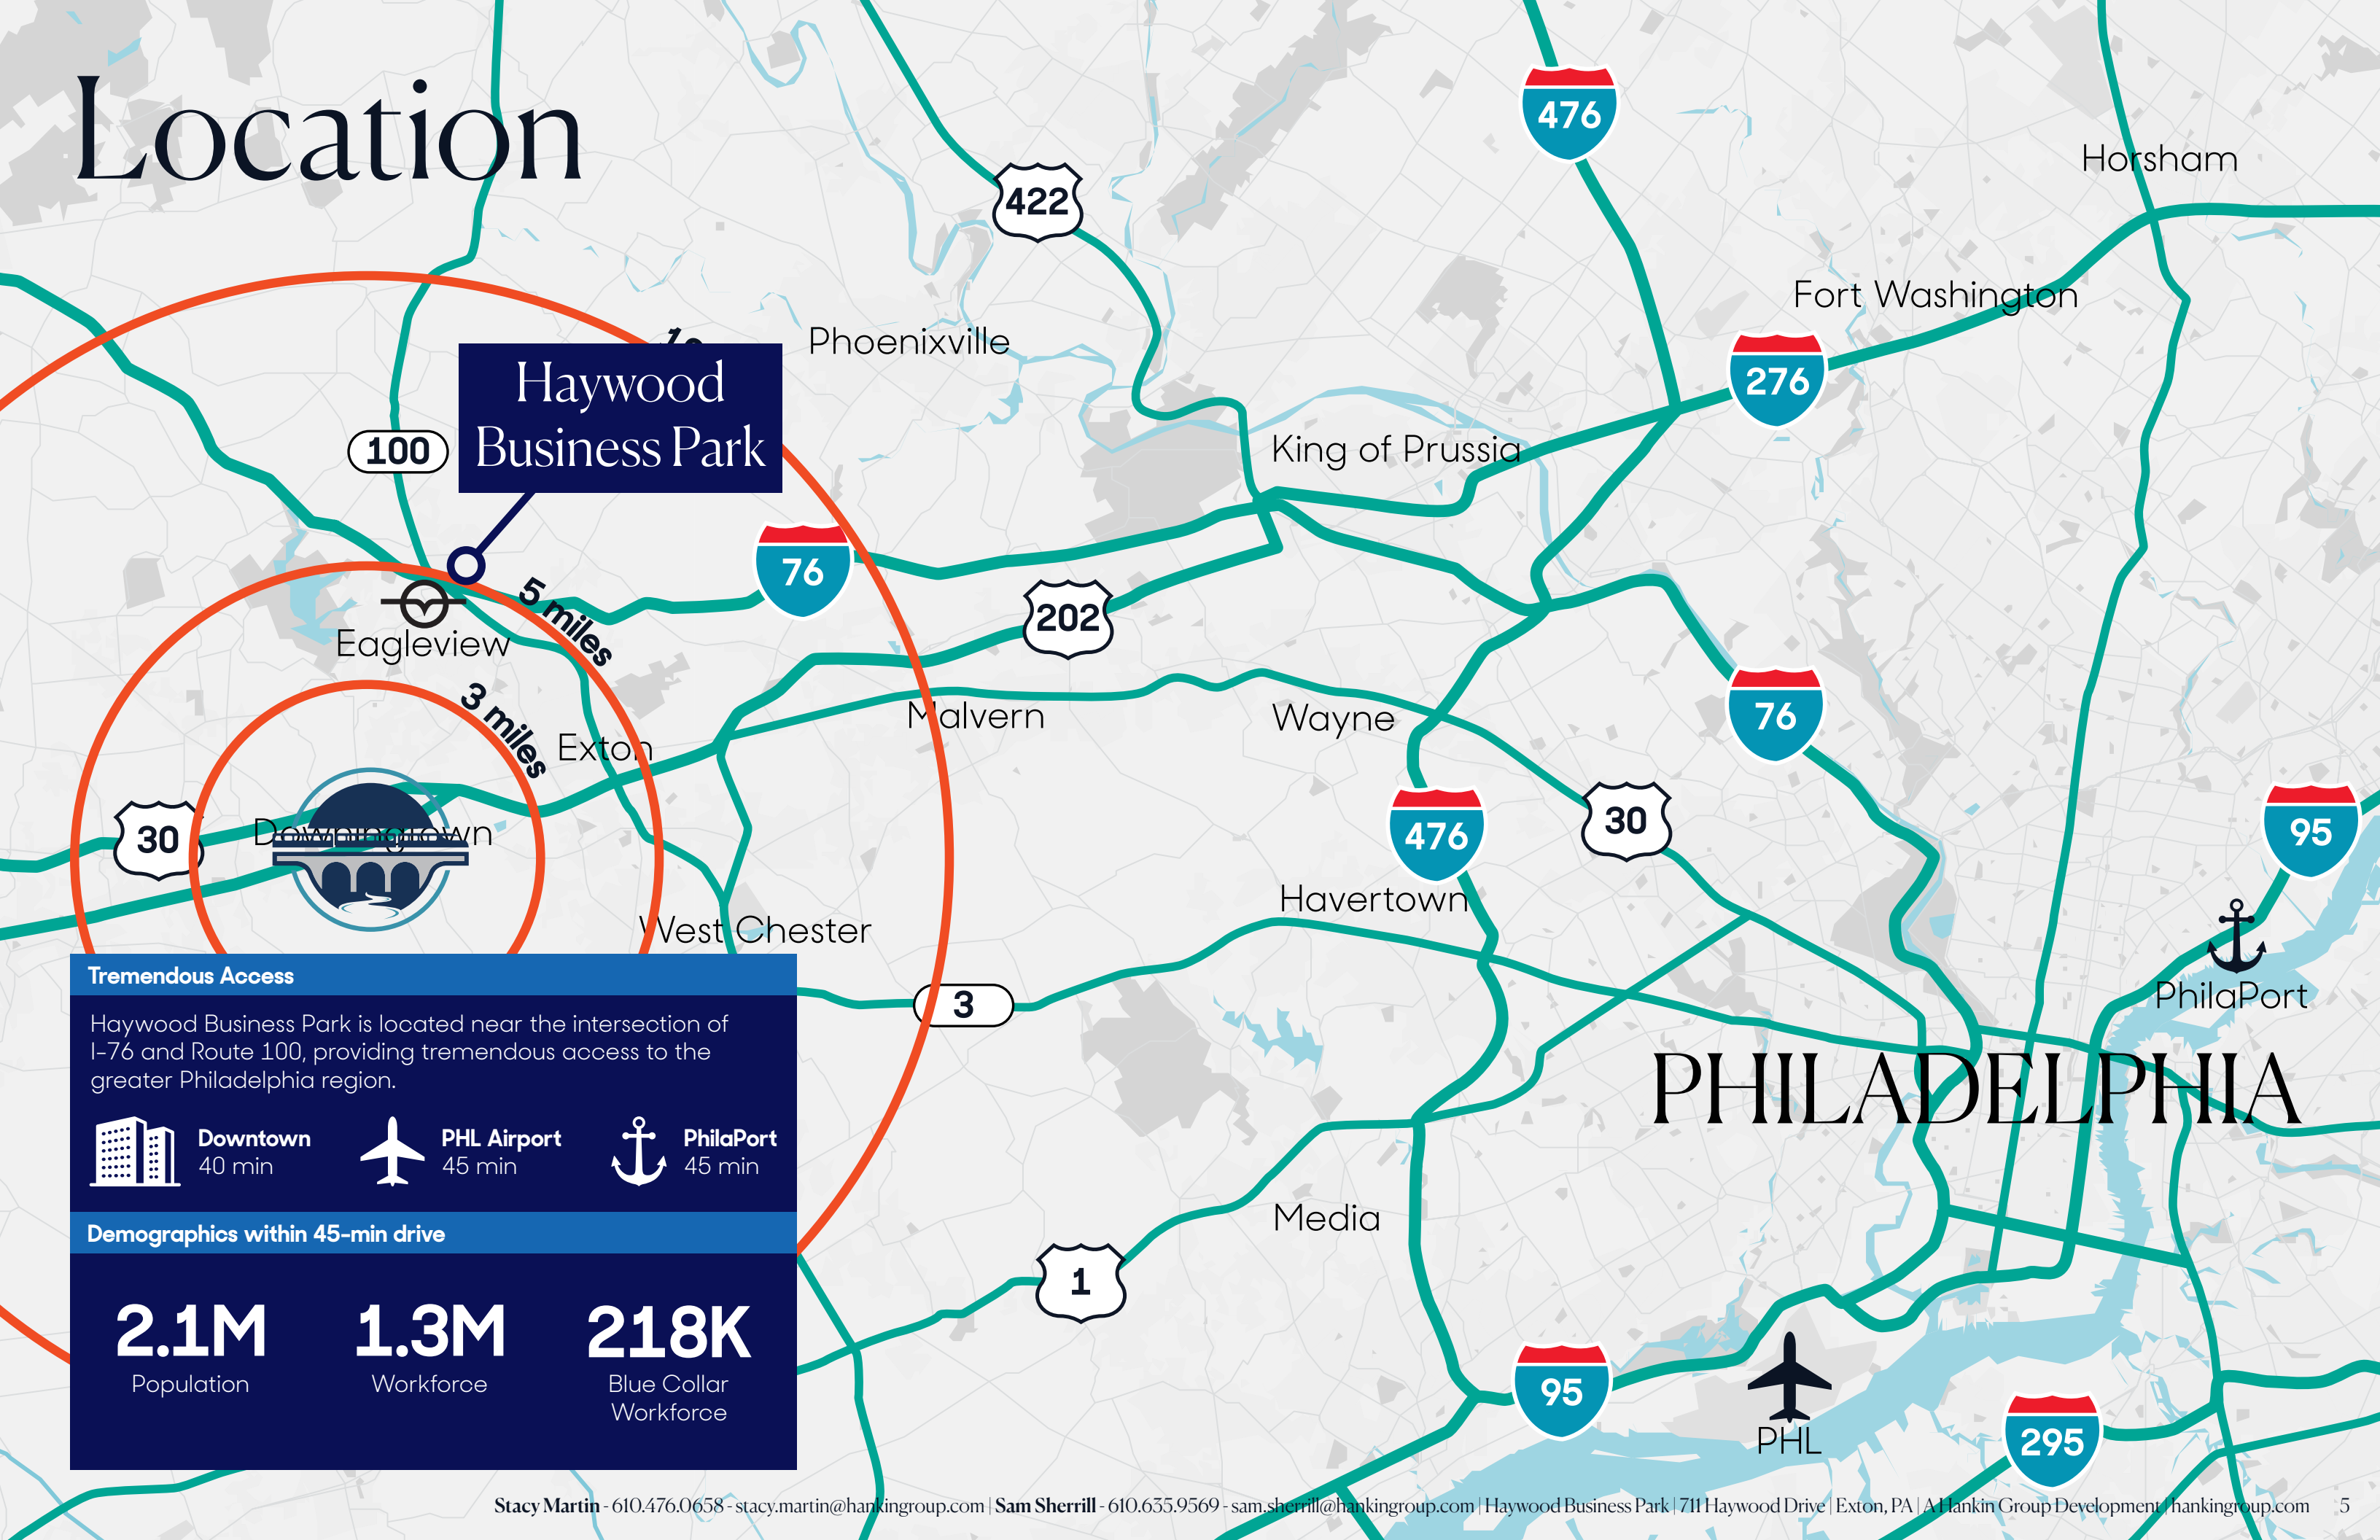 Location
476
Horsham
422
Fort Washington
Phoenixville
276
Haywood
Business Park
100
King of Prussia
76
5 miles
202
Eagleview
3 miles
Malvern
Wayne
76
Exton
30
Downingtown
476
30
95
Havertown
West Chester
3
PhilaPort
PHILADELPHIA
Tremendous Access
Haywood Business Park is located near the intersection of
I-76 and Route 100, providing tremendous access to the
greater Philadelphia region.
Downtown
40 min
PHL Airport
45 min
PhilaPort
45 min
Media
Demographics within 45-min drive
1
2.1M
Population
1.3M
Workforce
218K
Blue Collar
Workforce
95
PHL
295
Stacy Martin - 610.476.0658 - stacy.martin@hankingroup.com | Sam Sherrill - 610.635.9569 - sam.sherrill@hankingroup.com | Haywood Business Park | 711 Haywood Drive | Exton, PA | A Hankin Group Development | hankingroup.com 5